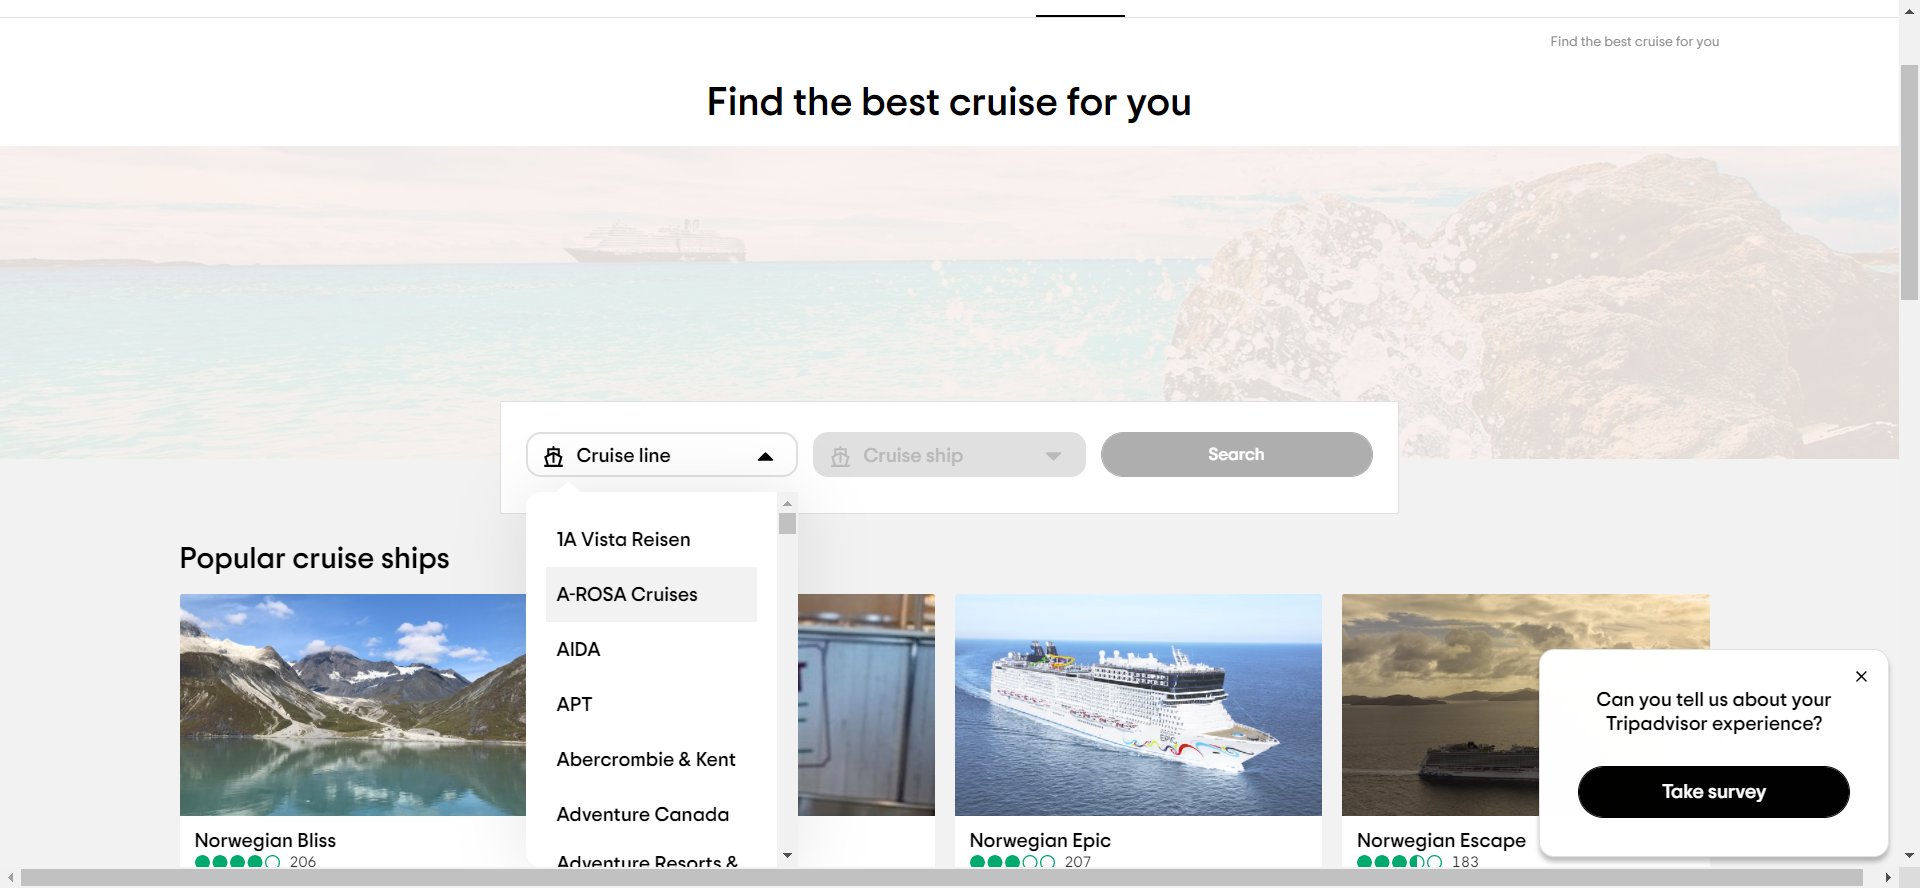 Find the best cruise for you
Find the best cruise for you
Cruise line
Cruise ship
Search
1A Vista Reisen
A-ROSA Cruises
AIDA
APT
Abercrombie & Kent
Adventure Canada
Adventure Resorts &
Popular cruise ships
Norwegian Bliss
206
Norwegian Epic
207
Norwegian Escape
183
Can you tell us about your
Tripadvisor experience?
Take survey